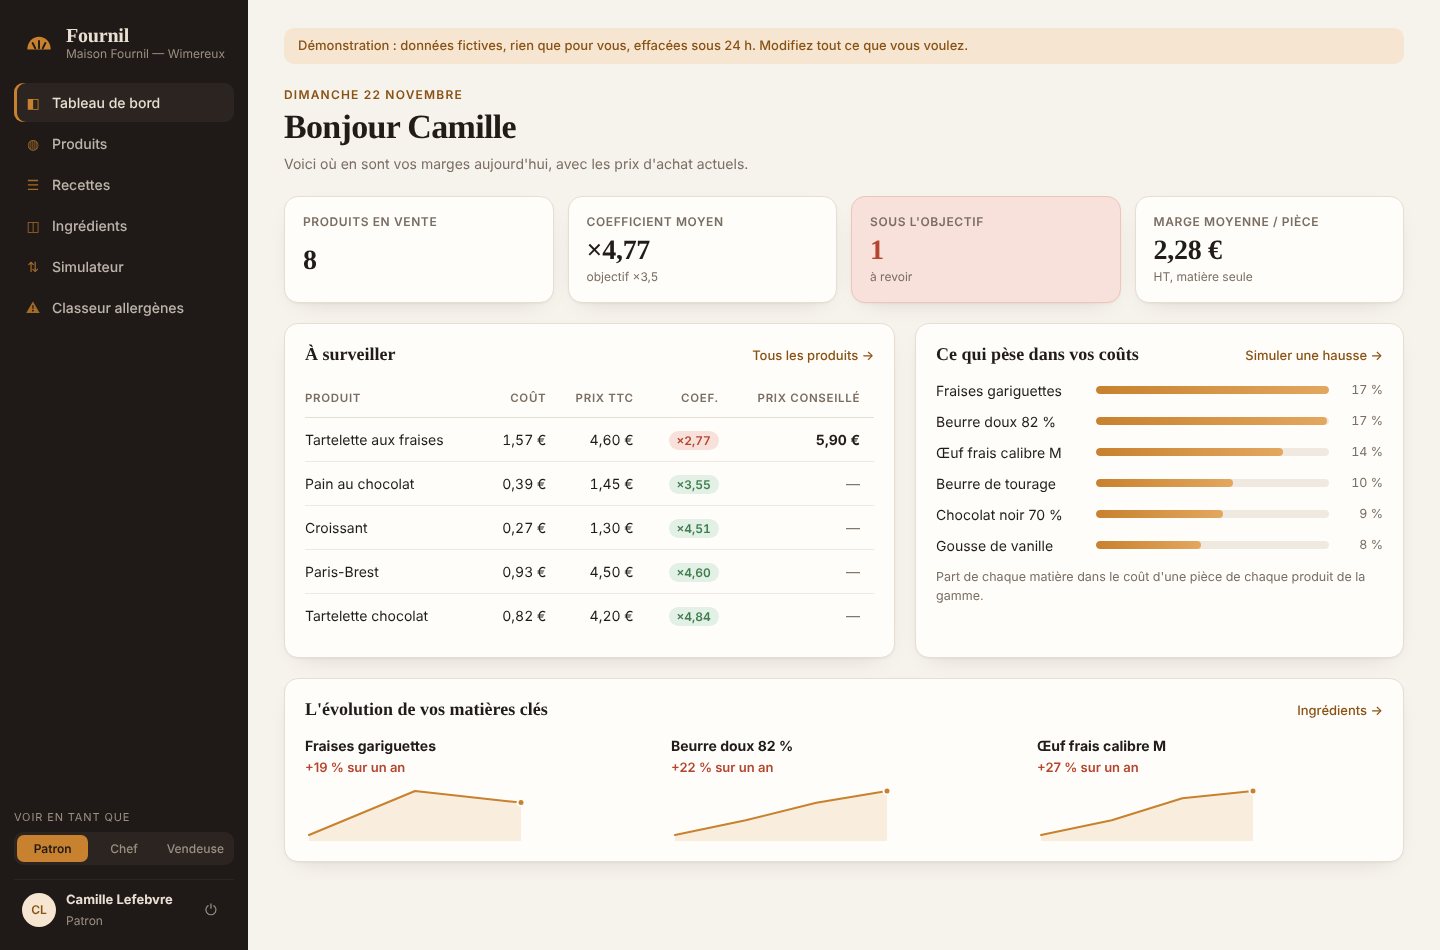 Fournil
Maison Fournil — Wimereux
Tableau de bord
Produits
Recettes
Ingrédients
Simulateur
Classeur allergènes
VOIR EN TANT QUE
Patron Chef Vendeuse
CL
Camille Lefebvre
Patron
Démonstration : données fictives, rien que pour vous, effacées sous 24 h. Modifiez tout ce que vous voulez.
DIMANCHE 22 NOVEMBRE
Bonjour Camille
Voici où en sont vos marges aujourd'hui, avec les prix d'achat actuels.
PRODUITS EN VENTE
8
COEFFICIENT MOYEN
×4,77
objectif ×3,5
SOUS L'OBJECTIF
1
à revoir
MARGE MOYENNE / PIÈCE
2,28 €
HT, matière seule
À surveiller
Tous les produits →
PRODUIT COÛT PRIX TTC COEF. PRIX CONSEILLÉ
Tartelette aux fraises 1,57 € 4,60 € ×2,77 5,90 €
Pain au chocolat 0,39 € 1,45 € ×3,55 —
Croissant 0,27 € 1,30 € ×4,51 —
Paris-Brest 0,93 € 4,50 € ×4,60 —
Tartelette chocolat 0,82 € 4,20 € ×4,84 —
Ce qui pèse dans vos coûts
Simuler une hausse →
Fraises gariguettes 17 %
Beurre doux 82 % 17 %
Œuf frais calibre M 14 %
Beurre de tourage 10 %
Chocolat noir 70 % 9 %
Gousse de vanille 8 %
Part de chaque matière dans le coût d'une pièce de chaque produit de la
gamme.
L'évolution de vos matières clés
Ingrédients →
Fraises gariguettes
+19 % sur un an
Beurre doux 82 %
+22 % sur un an
Œuf frais calibre M
+27 % sur un an